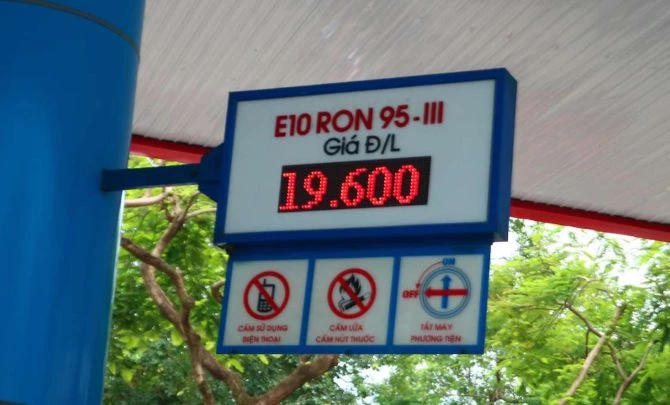 E10 RON 95-III
Giá Đ/L
19.600
ON
OFF
CẤM SỬ DỤNG
ĐIỆN THOẠI
CẤM LỬA
CẤM HÚT THUỐC
TẮT MÁY
PHƯƠNG TIỆN